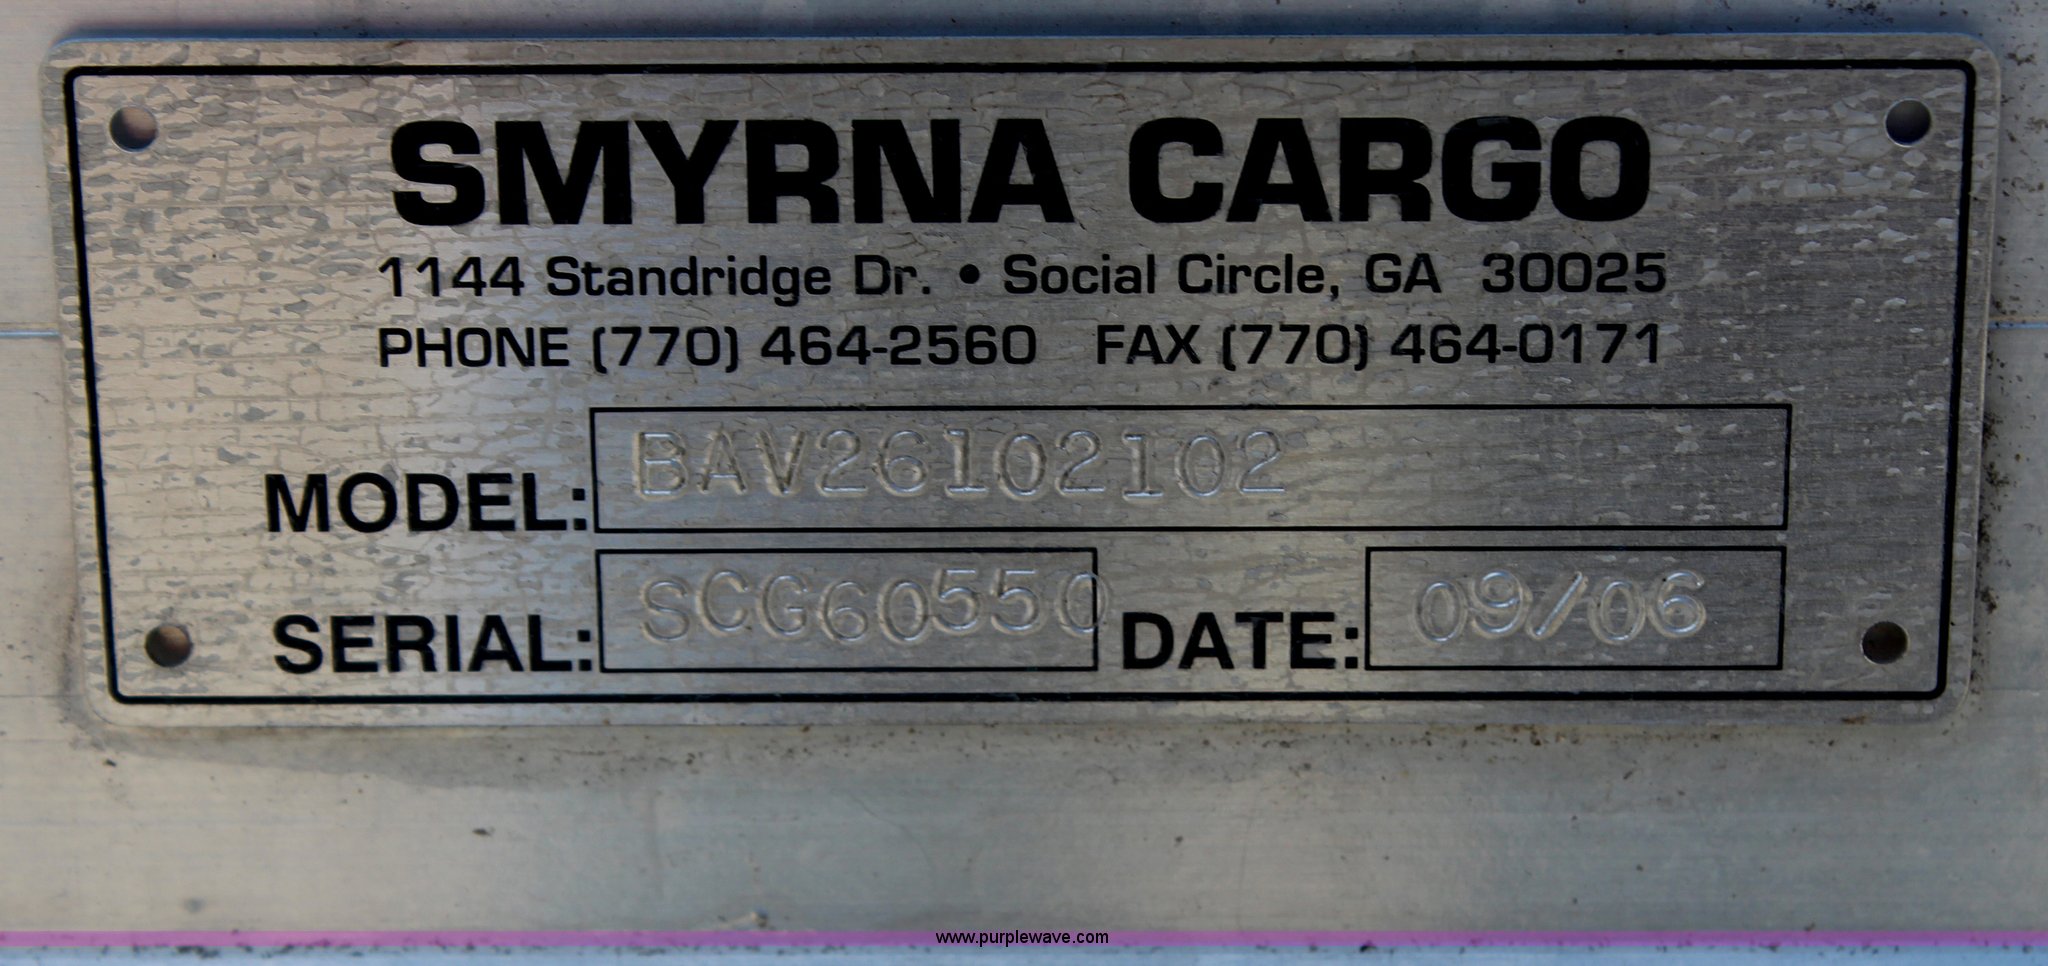 SMYRNA CARGO
1144 Standridge Dr. • Social Circle, GA 30025
PHONE (770) 464-2560 FAX (770) 464-0171
MODEL: BAV26102102
SERIAL: SCG60550 DATE: 09/06
www.purplewave.com